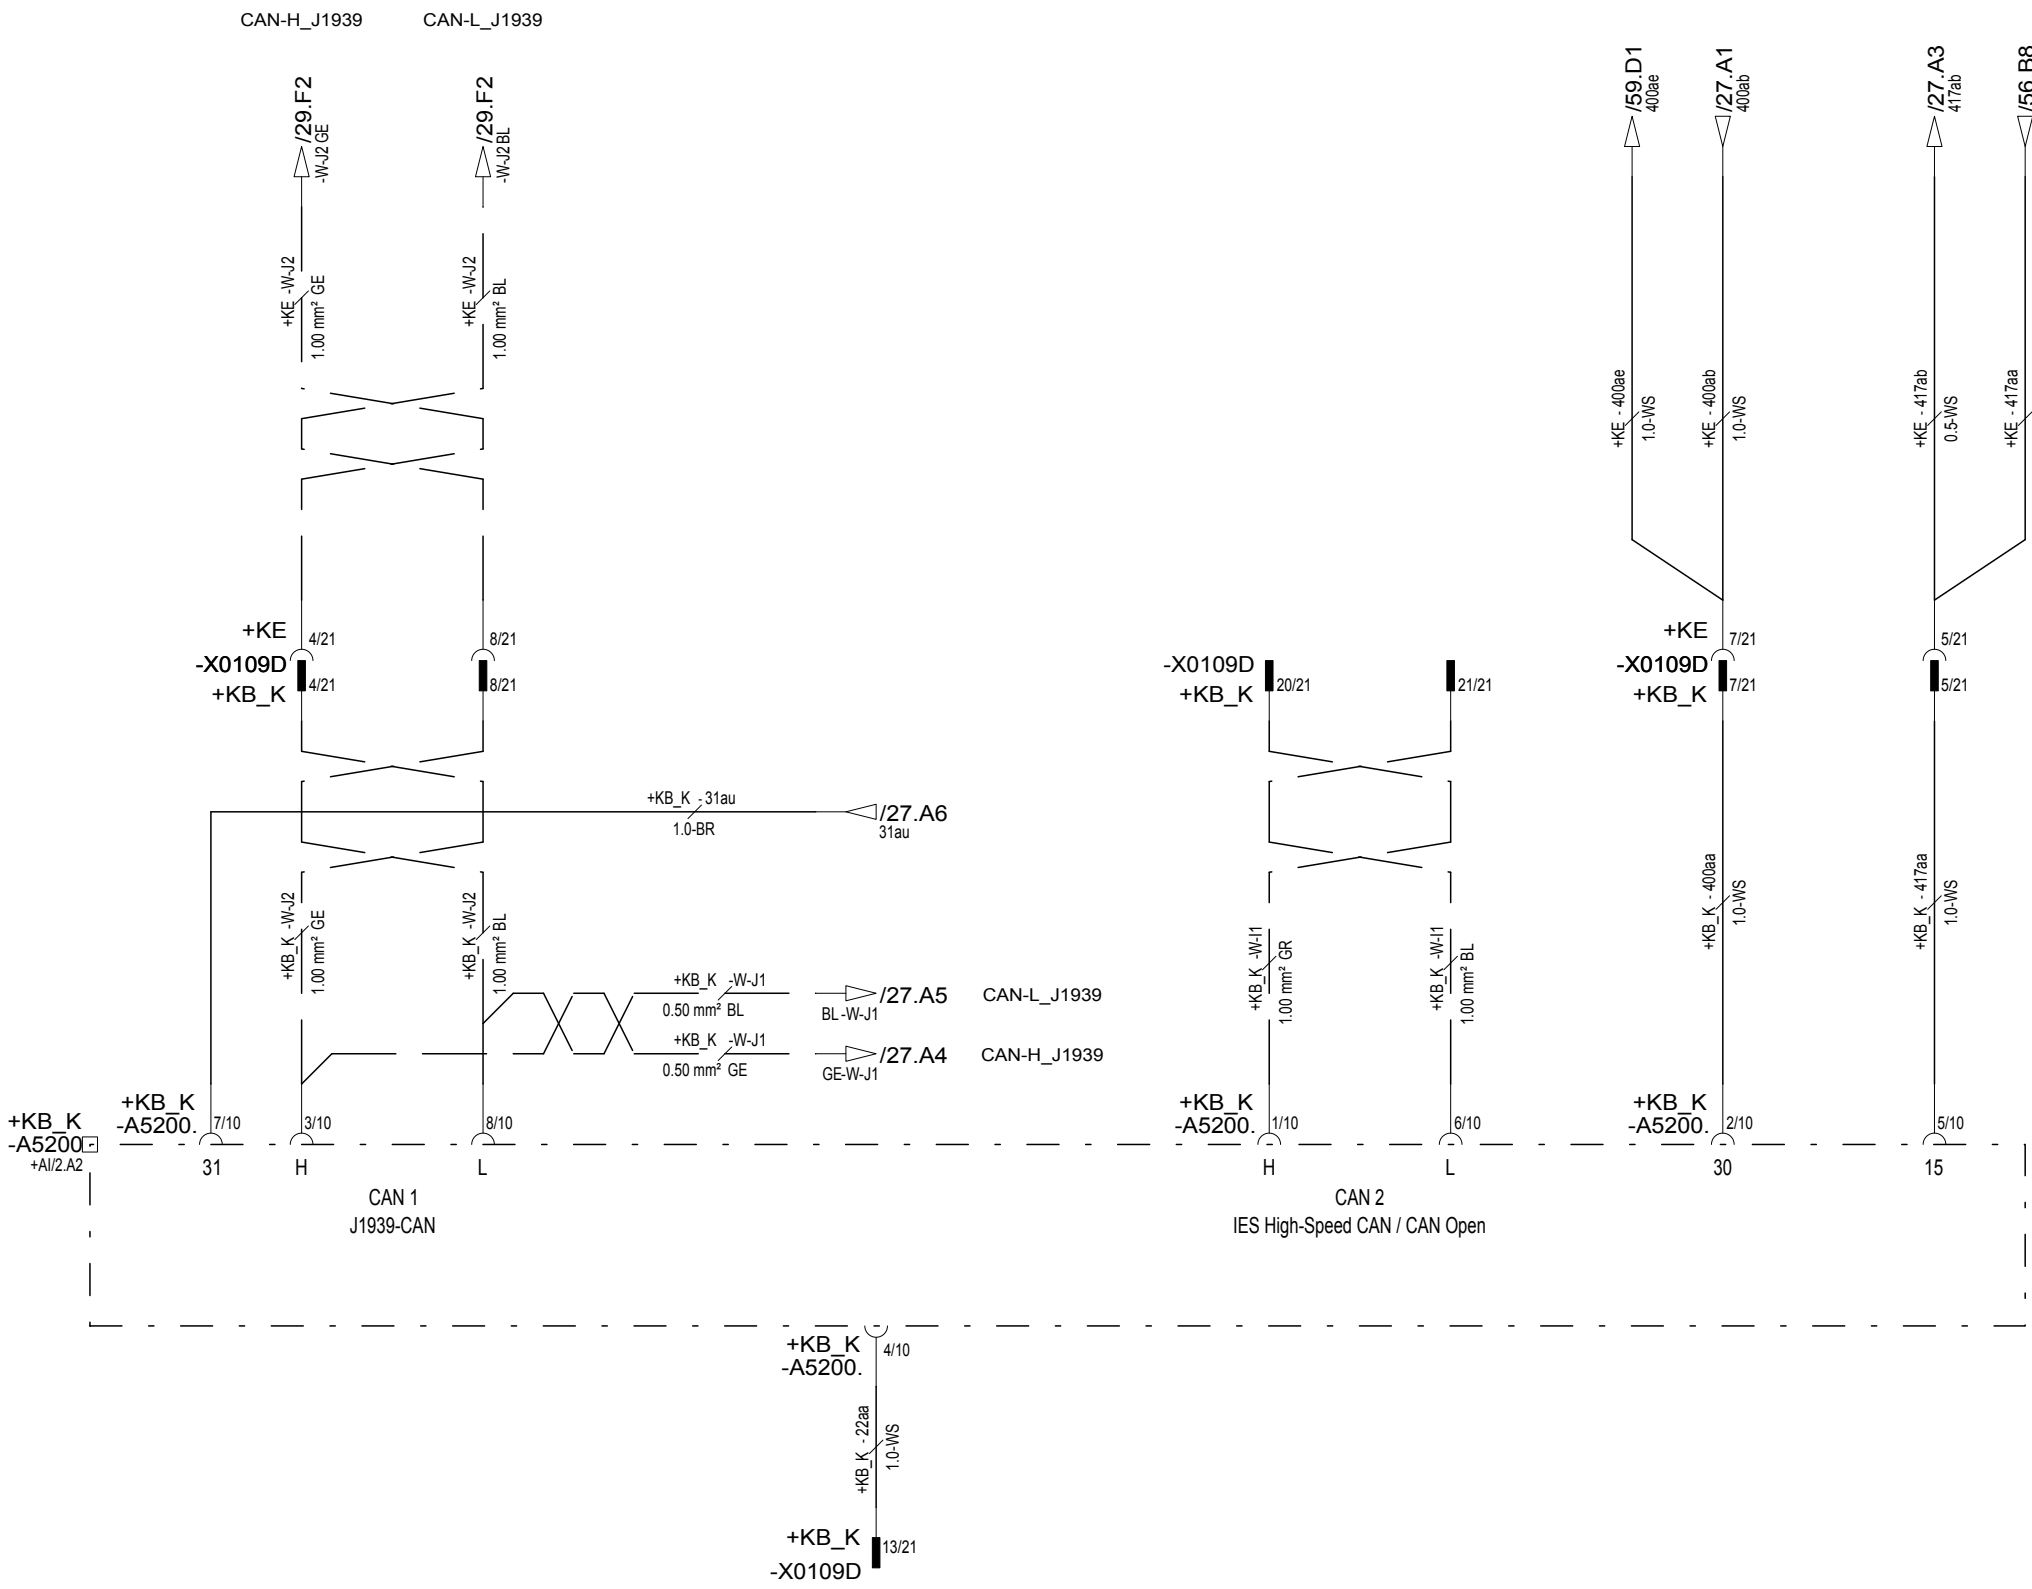 CAN-H_J1939
CAN-L_J1939
/29.F2
-W-J2 GE
/29.F2
-W-J2 BL
/59.D1
400ae
/27.A1
400ab
/27.A3
417ab
/56.B8
+KE -W-J2
1.00 mm² GE
+KE -W-J2
1.00 mm² BL
+KE - 400ae
1.0-WS
+KE - 400ab
1.0-WS
+KE - 417ab
0.5-WS
+KE - 417aa
+KE
4/21
8/21
-X0109D
+KB_K
4/21
8/21
-X0109D
+KB_K
20/21
21/21
+KE
7/21
5/21
-X0109D
+KB_K
7/21
5/21
+KB_K - 31au
1.0-BR
/27.A6
31au
+KB_K -W-J2
1.00 mm² GE
+KB_K -W-J2
1.00 mm² BL
+KB_K -W-I1
1.00 mm² GR
+KB_K -W-I1
1.00 mm² BL
+KB_K - 400aa
1.0-WS
+KB_K - 417aa
1.0-WS
+KB_K -W-J1
0.50 mm² BL
/27.A5
BL-W-J1
CAN-L_J1939
+KB_K -W-J1
0.50 mm² GE
/27.A4
GE-W-J1
CAN-H_J1939
+KB_K
-A5200
+AI/2.A2
+KB_K
-A5200.
7/10
3/10
8/10
+KB_K
-A5200.
1/10
6/10
+KB_K
-A5200.
2/10
5/10
31
H
L
H
L
30
15
CAN 1
J1939-CAN
CAN 2
IES High-Speed CAN / CAN Open
+KB_K
-A5200.
4/10
+KB_K - 22aa
1.0-WS
+KB_K
-X0109D
13/21